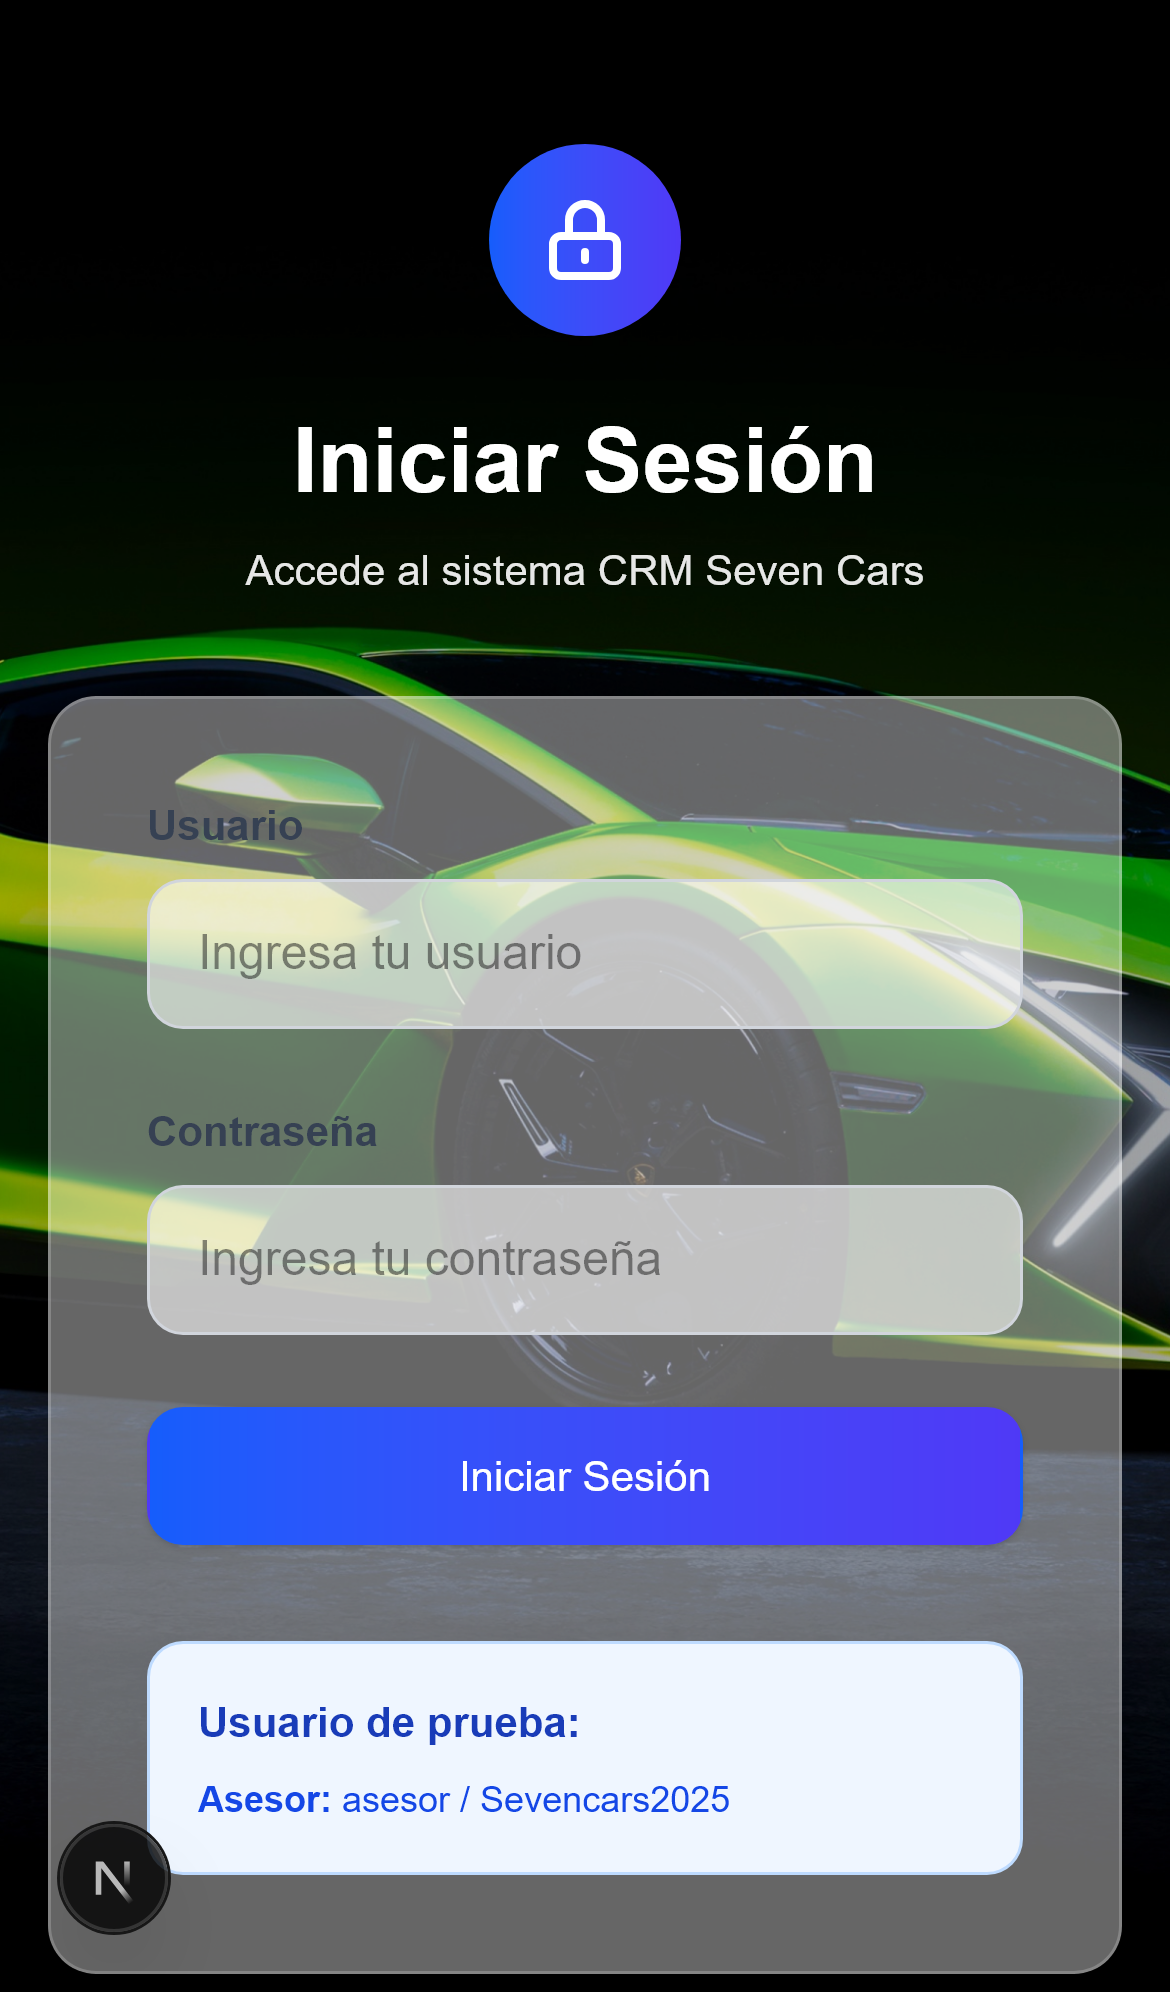 Iniciar Sesión
Accede al sistema CRM Seven Cars
Usuario
Ingresa tu usuario
Contraseña
Ingresa tu contraseña
Iniciar Sesión
Usuario de prueba:
Asesor: asesor / Sevencars2025
N